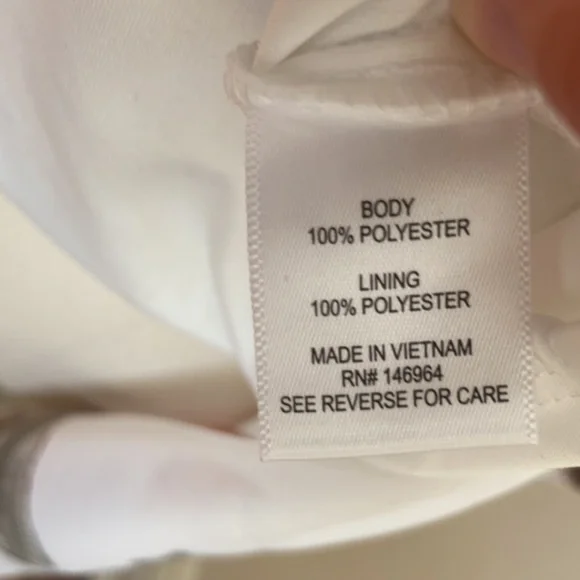 BODY
100% POLYESTER
LINING
100% POLYESTER
MADE IN VIETNAM
RN# 146964
SEE REVERSE FOR CARE